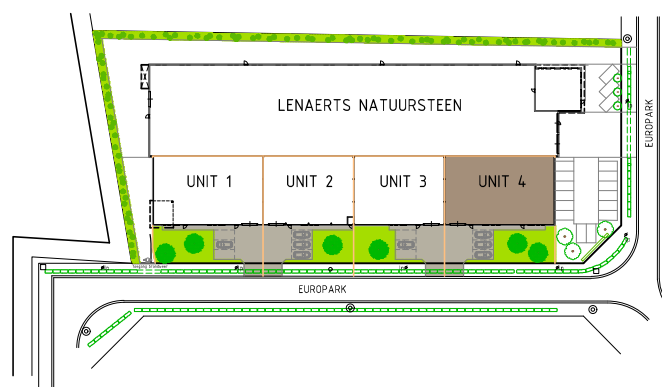 LENAERTS NATUURSTEEN
EUROPARK
UNIT 1
UNIT 2
UNIT 3
UNIT 4
EUROPARK